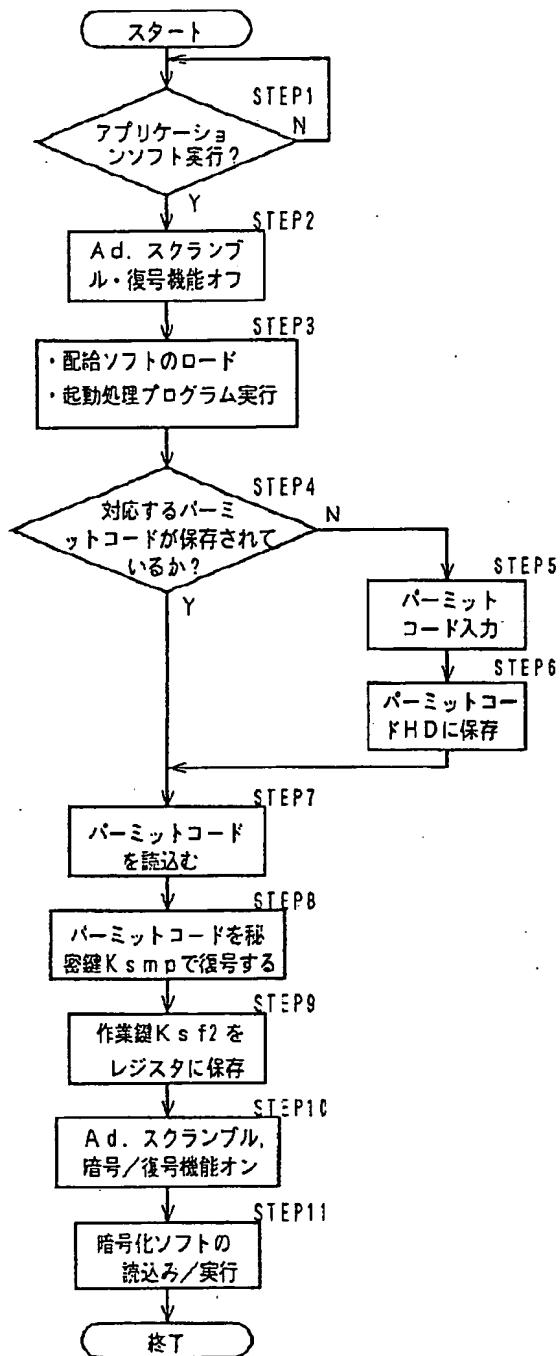 スタート
STEP1
アプリケーショ
ンソフト実行?
N
Y
STEP2
Ad. スクランブ
ル・復号機能オフ
STEP3
・配給ソフトのロード
・起動処理プログラム実行
STEP4
対応するパーミ
ットコードが保存されて
いるか?
N
Y
STEP5
パーミット
コード入力
STEP6
パーミットコー
ドHDに保存
STEP7
パーミットコード
を読込む
STEP8
パーミットコードを秘
密鍵Ksmpで復号する
STEP9
作業鍵Ksf2を
レジスタに保存
STEP10
Ad. スクランブル,
暗号/復号機能オン
STEP11
暗号化ソフトの
読込み/実行
終了